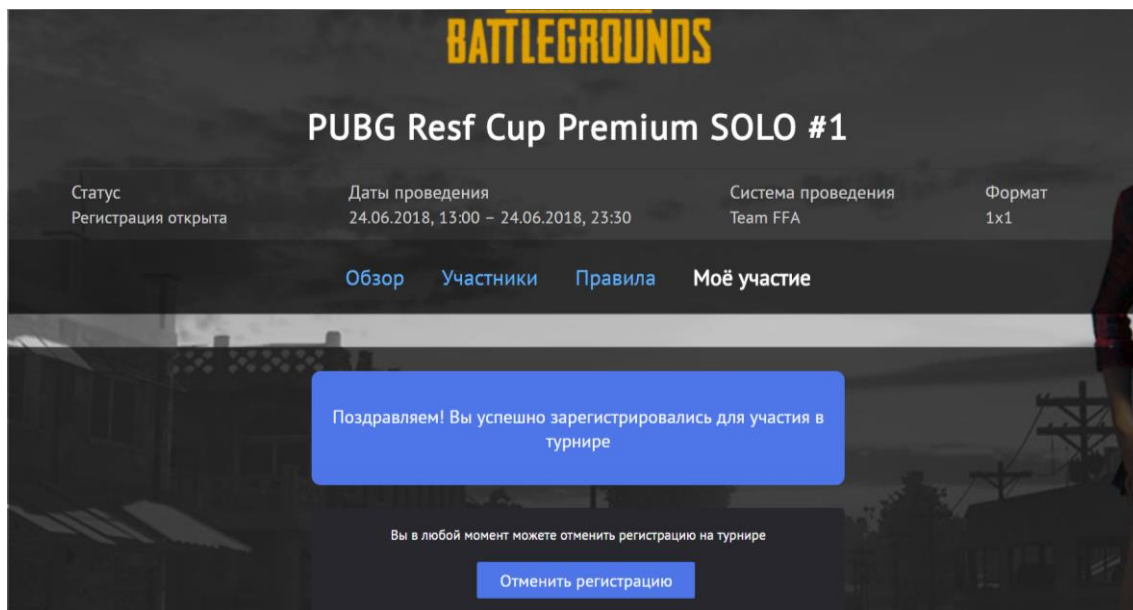 BATTLEGROUNDS
PUBG Resf Cup Premium SOLO #1
Статус
Регистрация открыта
Даты проведения
24.06.2018, 13:00 – 24.06.2018, 23:30
Система проведения
Team FFA
Формат
1x1
Обзор Участники Правила Моё участие
Поздравляем! Вы успешно зарегистрировались для участия в
турнире
Вы в любой момент можете отменить регистрацию на турнире
Отменить регистрацию